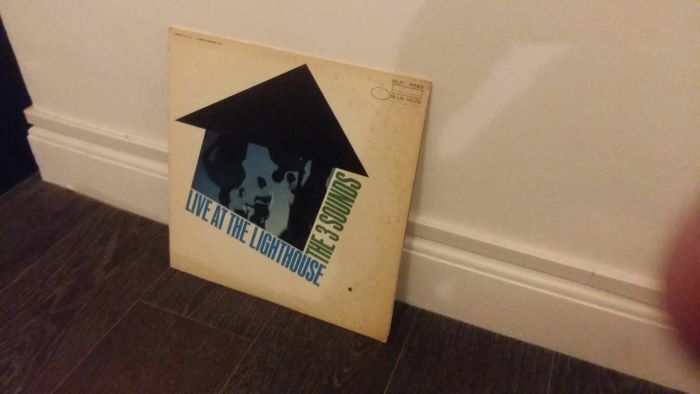 BLUE NOTE
LIVE AT THE LIGHTHOUSE
THE 3 SOUNDS